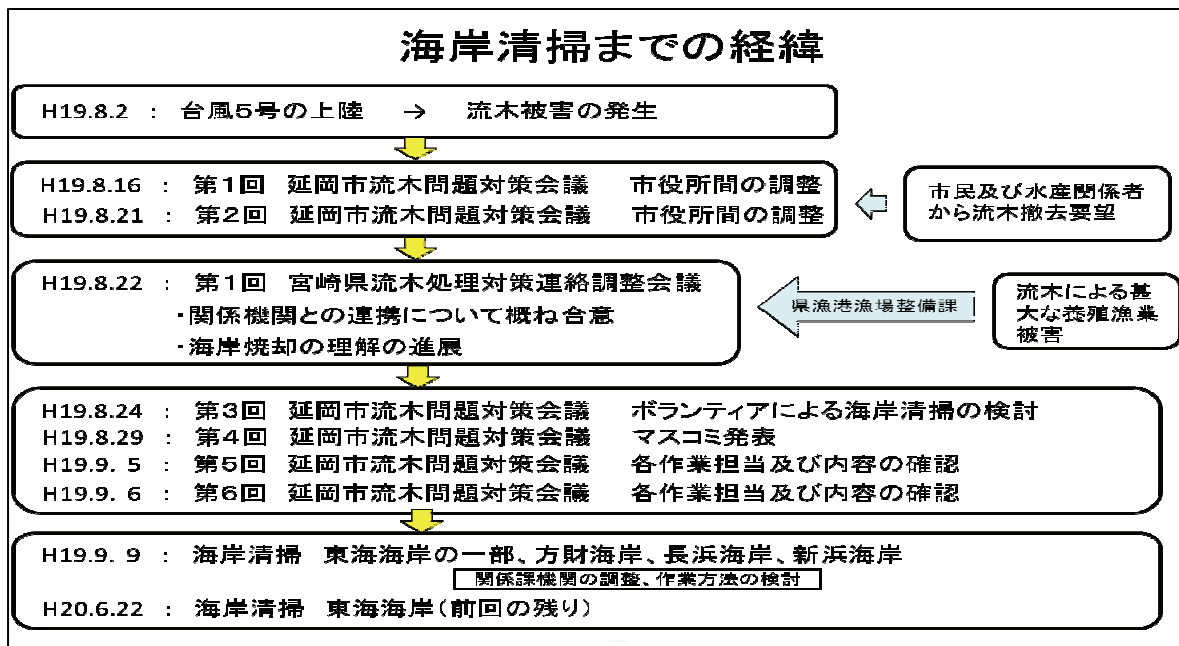 海岸清掃までの経緯
H19.8.2 : 台風5号の上陸 → 流木被害の発生
H19.8.16 : 第1回 延岡市流木問題対策会議 市役所間の調整
H19.8.21 : 第2回 延岡市流木問題対策会議 市役所間の調整
市民及び水産関係者
から流木撤去要望
H19.8.22 : 第1回 宮崎県流木処理対策連絡調整会議
・関係機関との連携について概ね合意
・海岸焼却の理解の進展
県漁港漁場整備課
流木による甚
大な養殖漁業
被害
H19.8.24 : 第3回 延岡市流木問題対策会議 ボランティアによる海岸清掃の検討
H19.8.29 : 第4回 延岡市流木問題対策会議 マスコミ発表
H19.9. 5 : 第5回 延岡市流木問題対策会議 各作業担当及び内容の確認
H19.9. 6 : 第6回 延岡市流木問題対策会議 各作業担当及び内容の確認
H19.9. 9 : 海岸清掃 東海海岸の一部、方財海岸、長浜海岸、新浜海岸
関係課機関の調整、作業方法の検討
H20.6.22 : 海岸清掃 東海海岸(前回の残り)